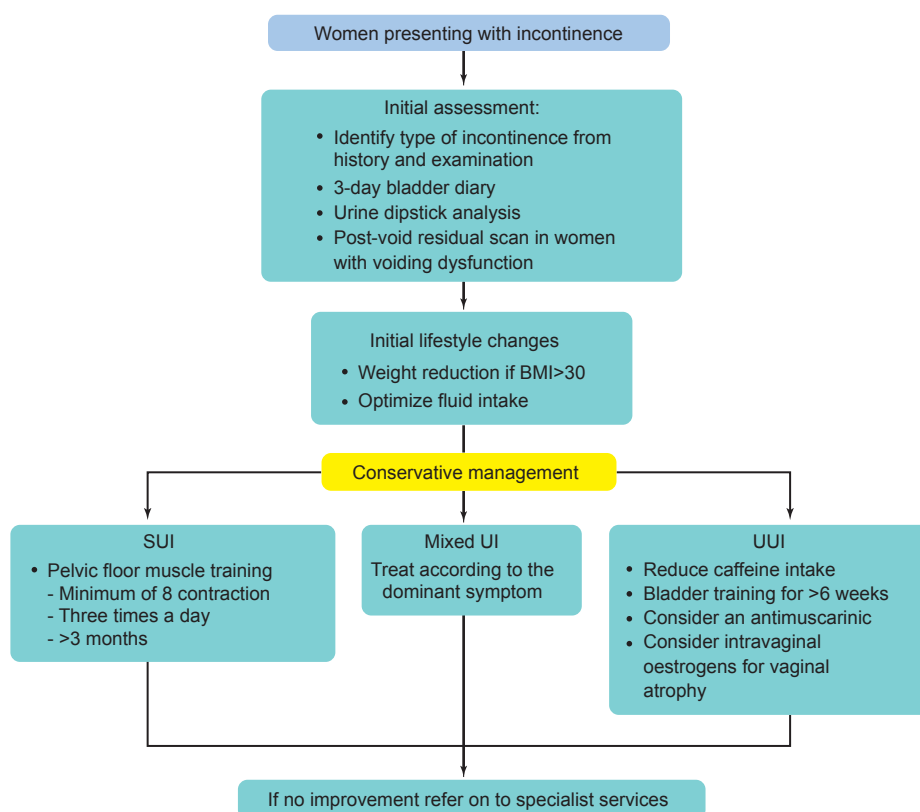 Women presenting with incontinence
Initial assessment:
• Identify type of incontinence from
history and examination
• 3-day bladder diary
• Urine dipstick analysis
• Post-void residual scan in women
with voiding dysfunction
Initial lifestyle changes
• Weight reduction if BMI>30
• Optimize fluid intake
Conservative management
SUI
• Pelvic floor muscle training
- Minimum of 8 contraction
- Three times a day
- >3 months
Mixed UI
Treat according to the
dominant symptom
UUI
• Reduce caffeine intake
• Bladder training for >6 weeks
• Consider an antimuscarinic
• Consider intravaginal
oestrogens for vaginal
atrophy
If no improvement refer on to specialist services